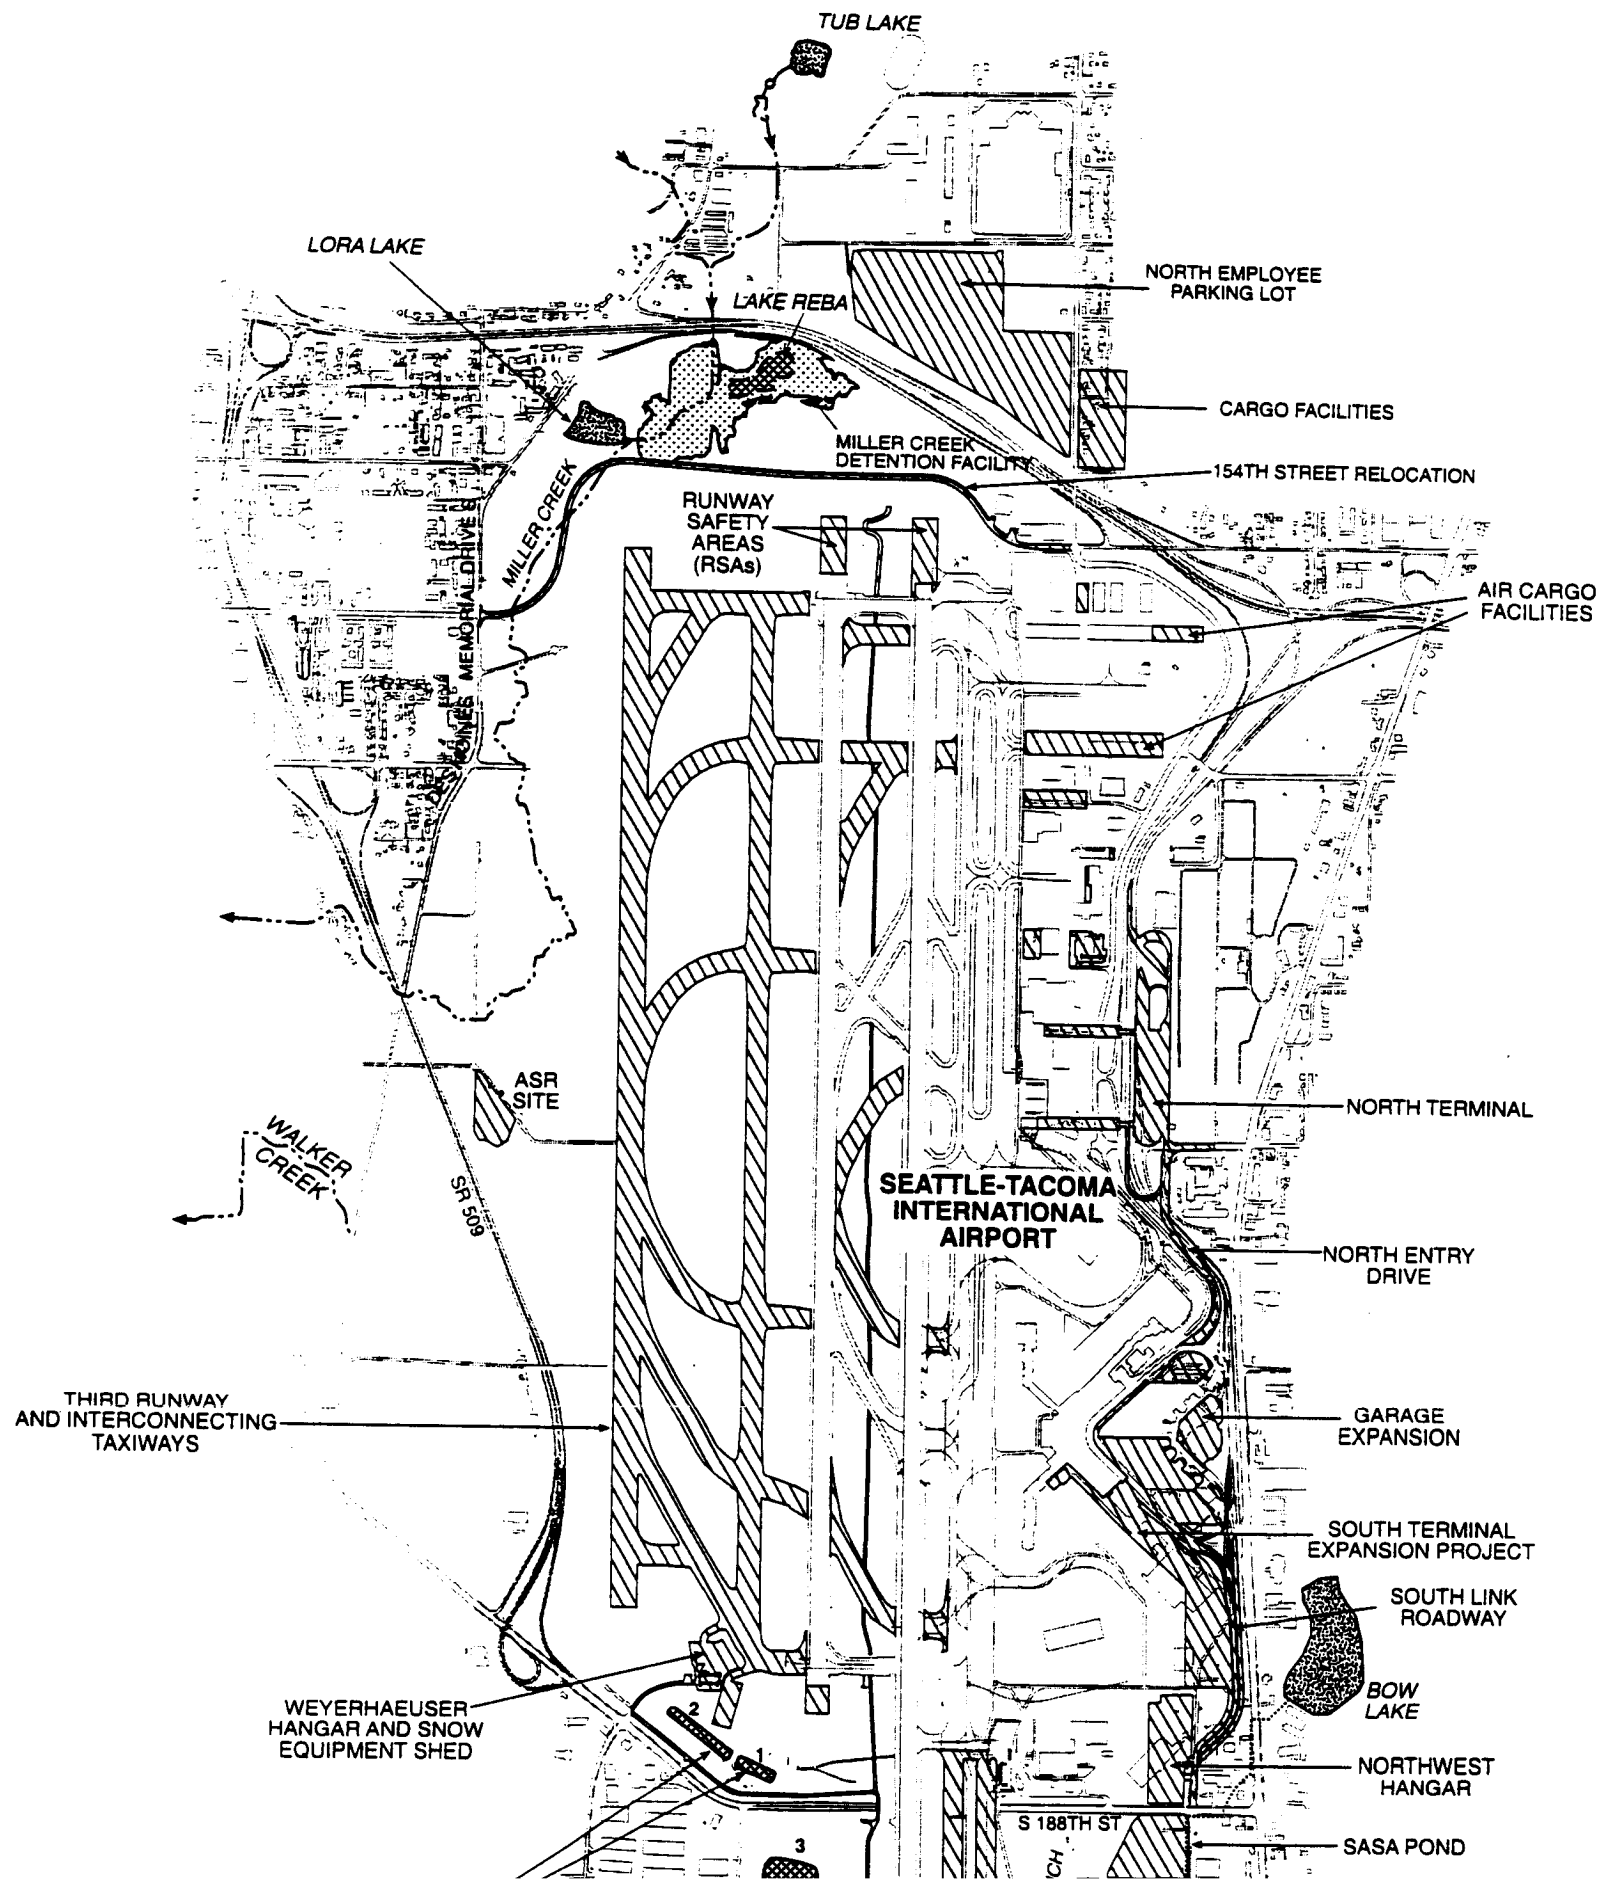 TUB LAKE
LORA LAKE
NORTH EMPLOYEE
PARKING LOT
LAKE REBA
CARGO FACILITIES
MILLER CREEK
DETENTION FACILITY
154TH STREET RELOCATION
MILLER CREEK
RUNWAY
SAFETY
AREAS
(RSAs)
MEMORIAL DRIVE S
AIR CARGO
FACILITIES
ASR
SITE
NORTH TERMINAL
WALKER
CREEK
SR 509
SEATTLE-TACOMA
INTERNATIONAL
AIRPORT
NORTH ENTRY
DRIVE
THIRD RUNWAY
AND INTERCONNECTING
TAXIWAYS
GARAGE
EXPANSION
SOUTH TERMINAL
EXPANSION PROJECT
SOUTH LINK
ROADWAY
BOW
LAKE
WEYERHAEUSER
HANGAR AND SNOW
EQUIPMENT SHED
2
1
NORTHWEST
HANGAR
S 188TH ST
SASA POND
3